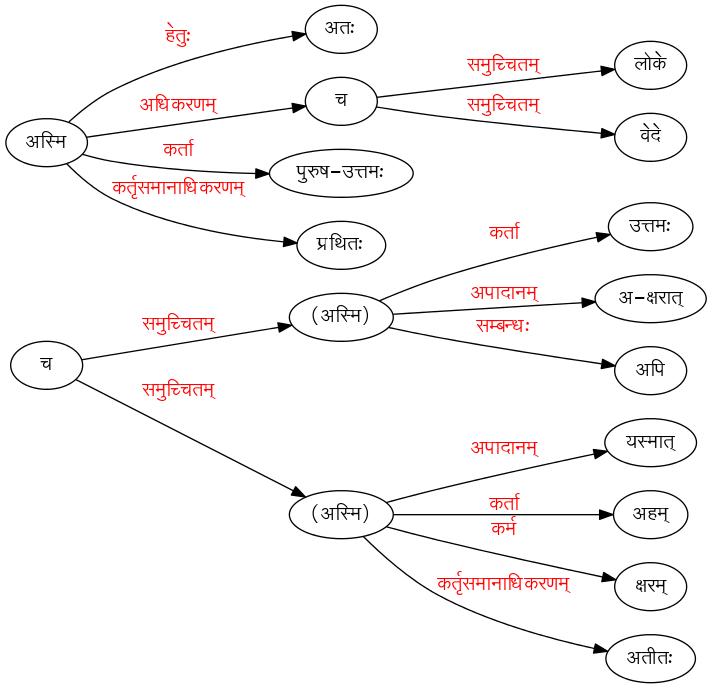 हेतुः
अतः
अधिकरणम्
च
समुच्चितम्
लोके
समुच्चितम्
वेदे
अस्मि
कर्ता
पुरुष-उत्तमः
कर्तृसमानाधिकरणम्
प्रथितः
कर्ता
उत्तमः
समुच्चितम्
(अस्मि)
अपादानम्
अ-क्षरात्
सम्बन्धः
अपि
च
समुच्चितम्
अपादानम्
यस्मात्
(अस्मि)
कर्ता
अहम्
कर्म
क्षरम्
कर्तृसमानाधिकरणम्
अतीतः